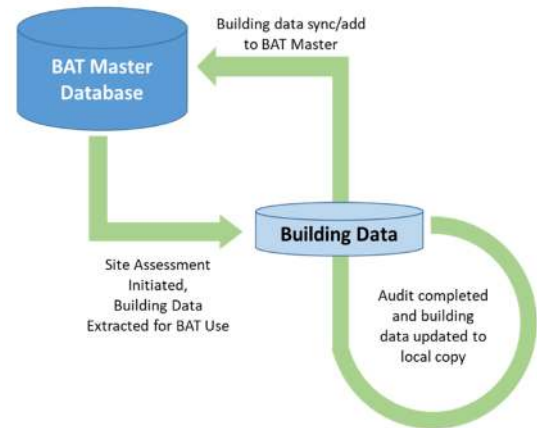 Building data sync/add
to BAT Master
BAT Master
Database
Building Data
Site Assessment
Initiated,
Building Data
Extracted for BAT Use
Audit completed
and building
data updated to
local copy